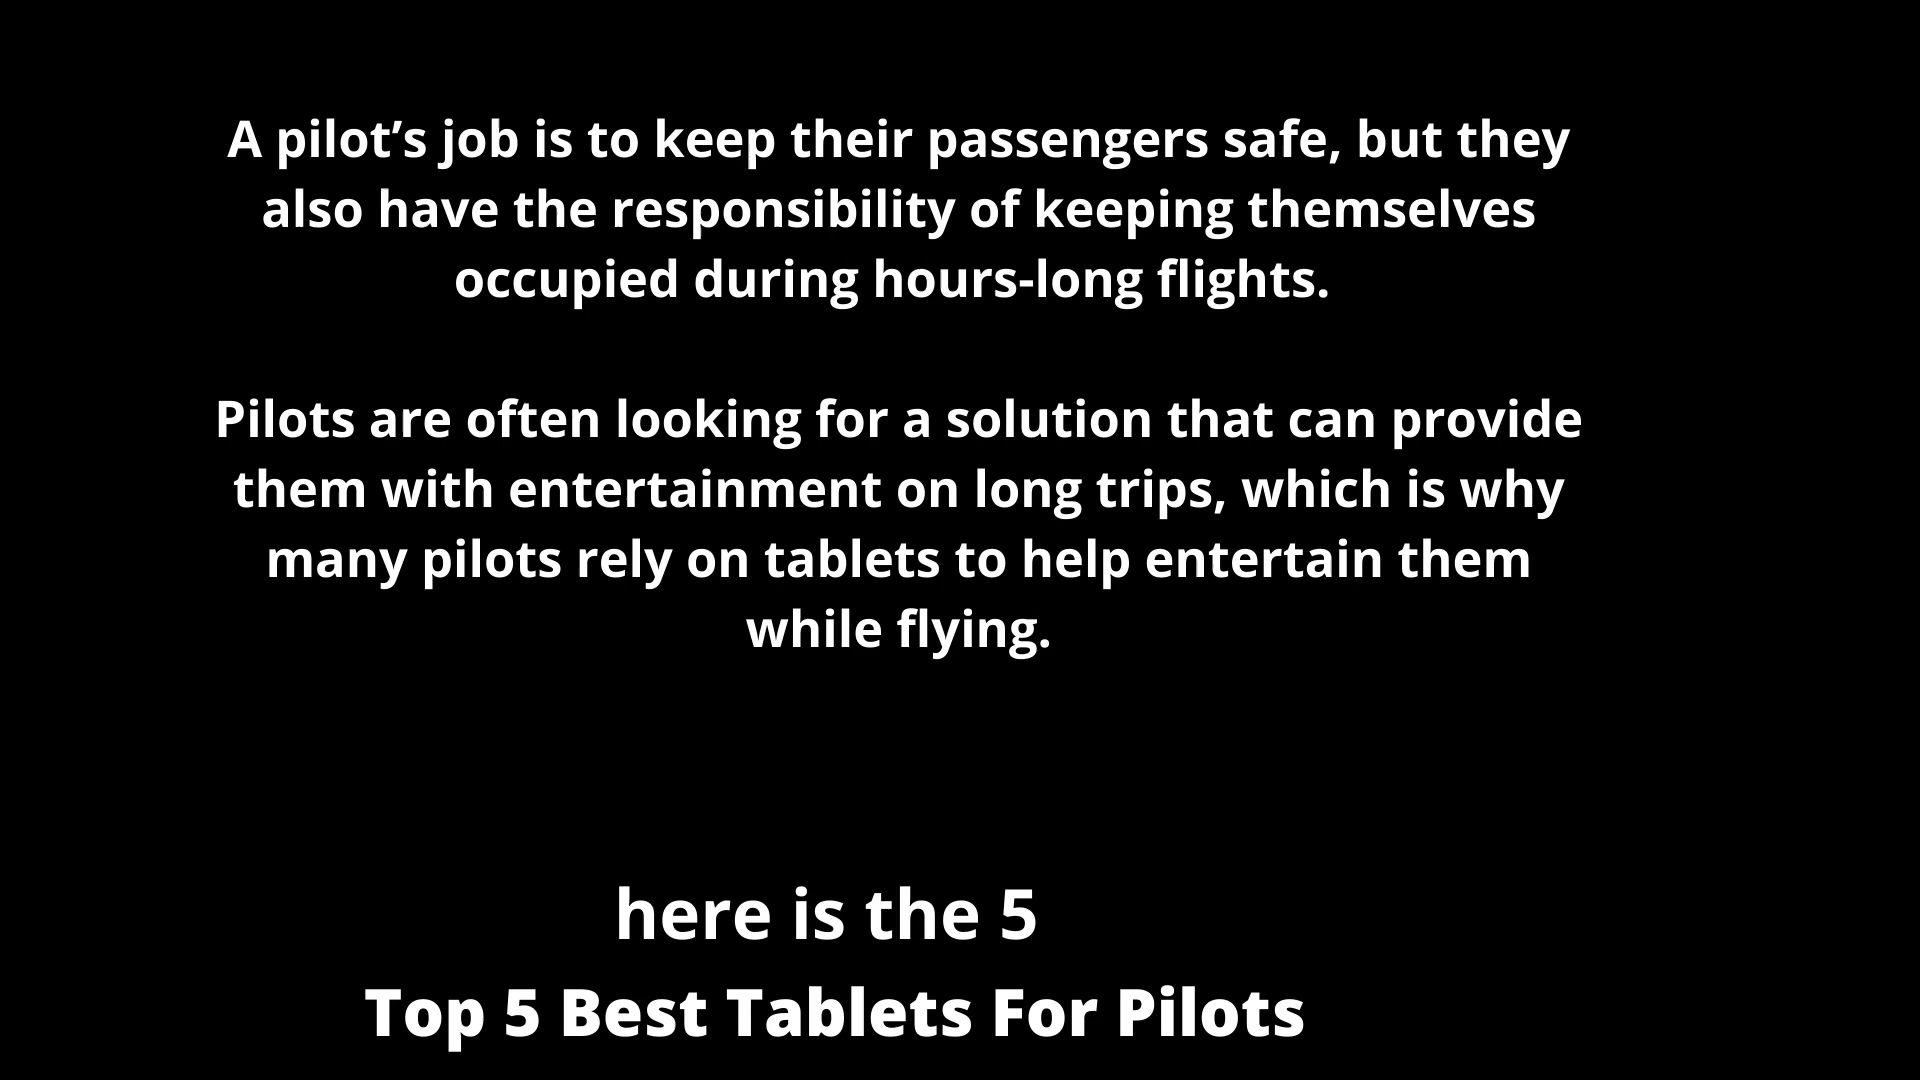 A pilot’s job is to keep their passengers safe, but they
also have the responsibility of keeping themselves
occupied during hours-long flights.
Pilots are often looking for a solution that can provide
them with entertainment on long trips, which is why
many pilots rely on tablets to help entertain them
while flying.
here is the 5
Top 5 Best Tablets For Pilots